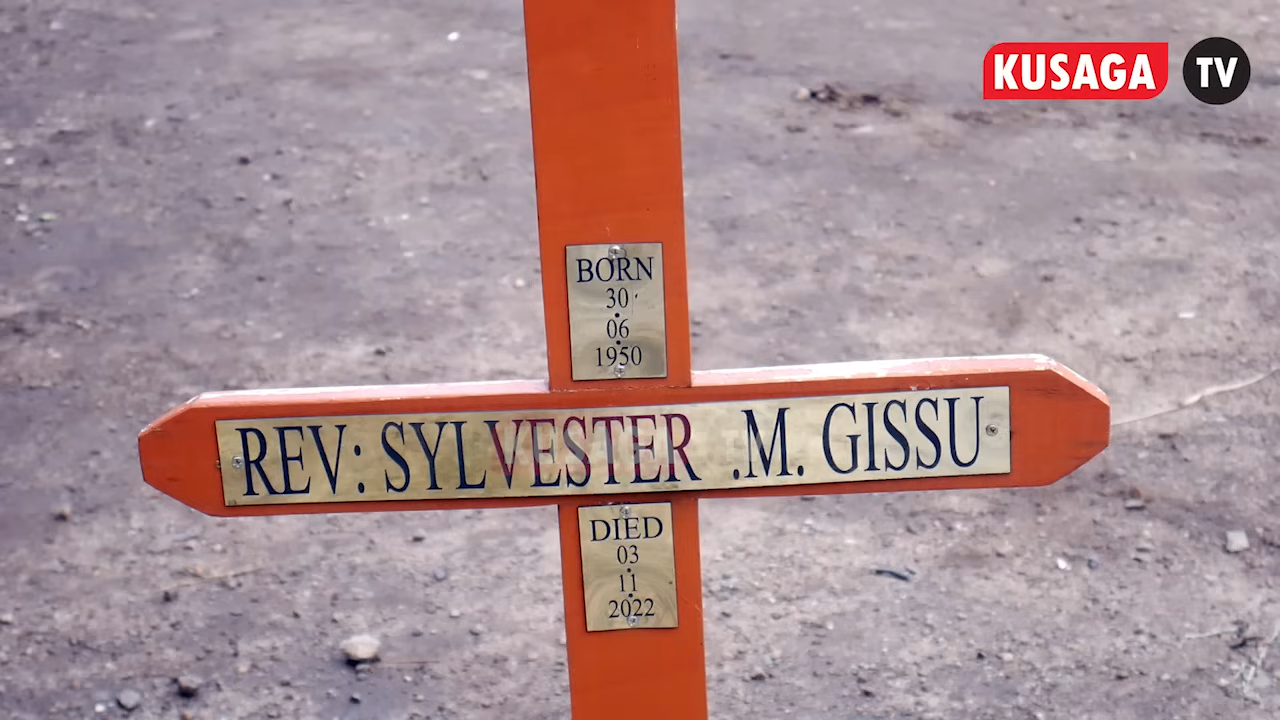 KUSAGA TV
BORN
30
06
1950
REV: SYLVESTER .M. GISSU
DIED
03
11
2022